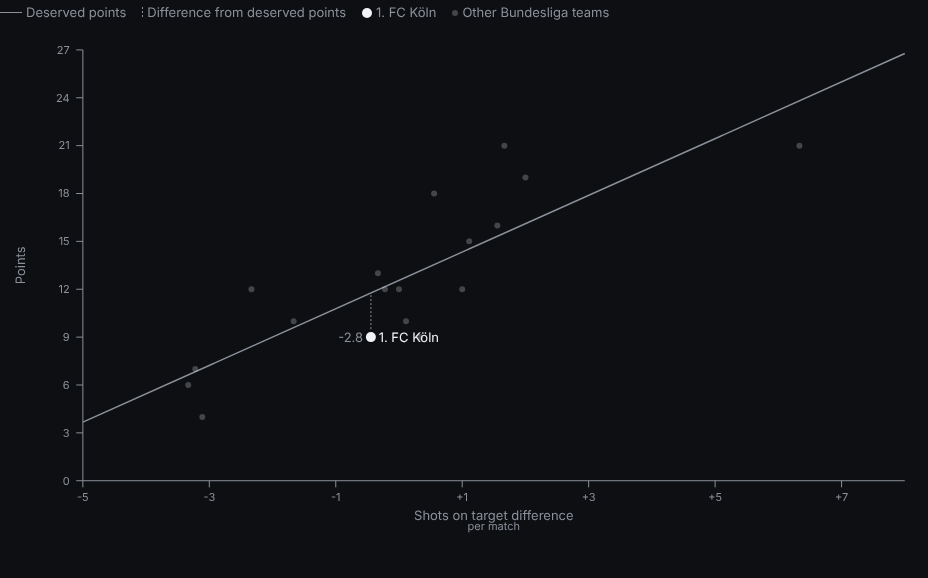 Deserved points Difference from deserved points 1. FC Köln Other Bundesliga teams
27
24
21
18
15
12
9
6
3
0
Points
-2.8 1. FC Köln
-5 -3 -1 +1 +3 +5 +7
Shots on target difference
per match